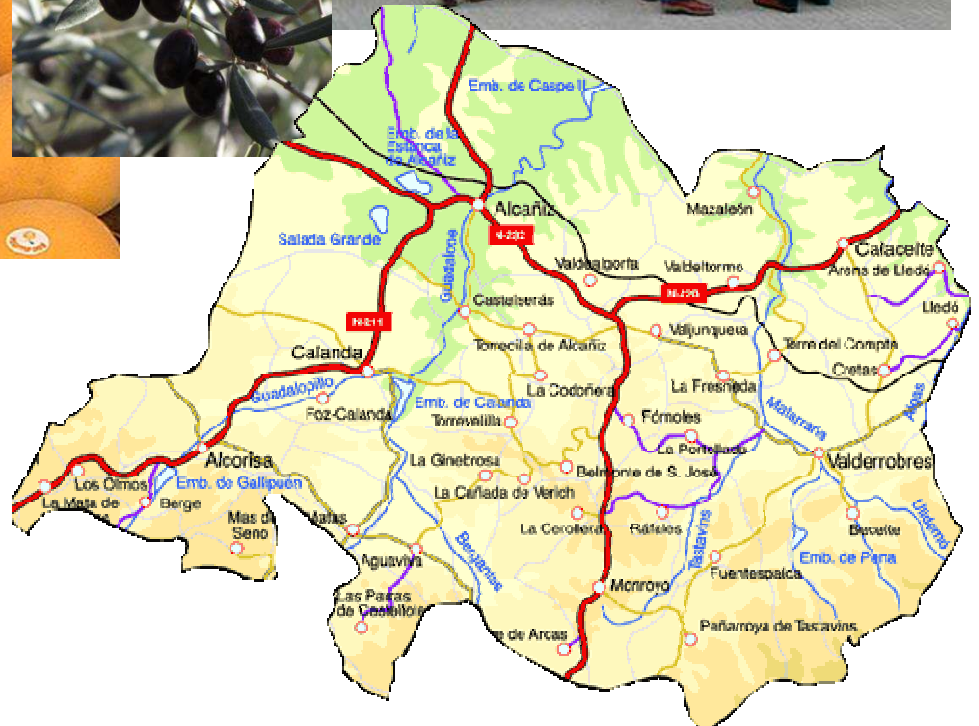 Emb. de Caspe II
Emb. de la
Estanca
de Alcañiz
Alcañiz
Mazaleón
N-232
Salada Grande
Guadalope
Valdealgorfa
Valdeltormo
Calaceite
Arens de Lledó
N-420
Lledó
Castelserás
N-211
Valjunquera
Torrecilla de Alcañiz
Torre del Compte
Calanda
Cretas
La Codoñera
La Fresneda
Guadalopillo
Algas
Emb. de Calanda
Foz-Calanda
Torrevelilla
Fórnoles
Matarraña
La Portellada
Alcorisa
La Ginebrosa
Belmonte de S. José
Valderrobres
Los Olmos
Emb. de Gallipuén
La Cañada de Verich
La Mata de
Berge
Mas de
Matas
La Cerollera
Ráfales
Beceite
Ulldemó
Seno
Tastavins
Bergantes
Aguaviva
Emb. de Pena
Fuentespalda
Monroyo
Las Parras
de Castellote
Peñarroya de Tastavins
re de Arcas